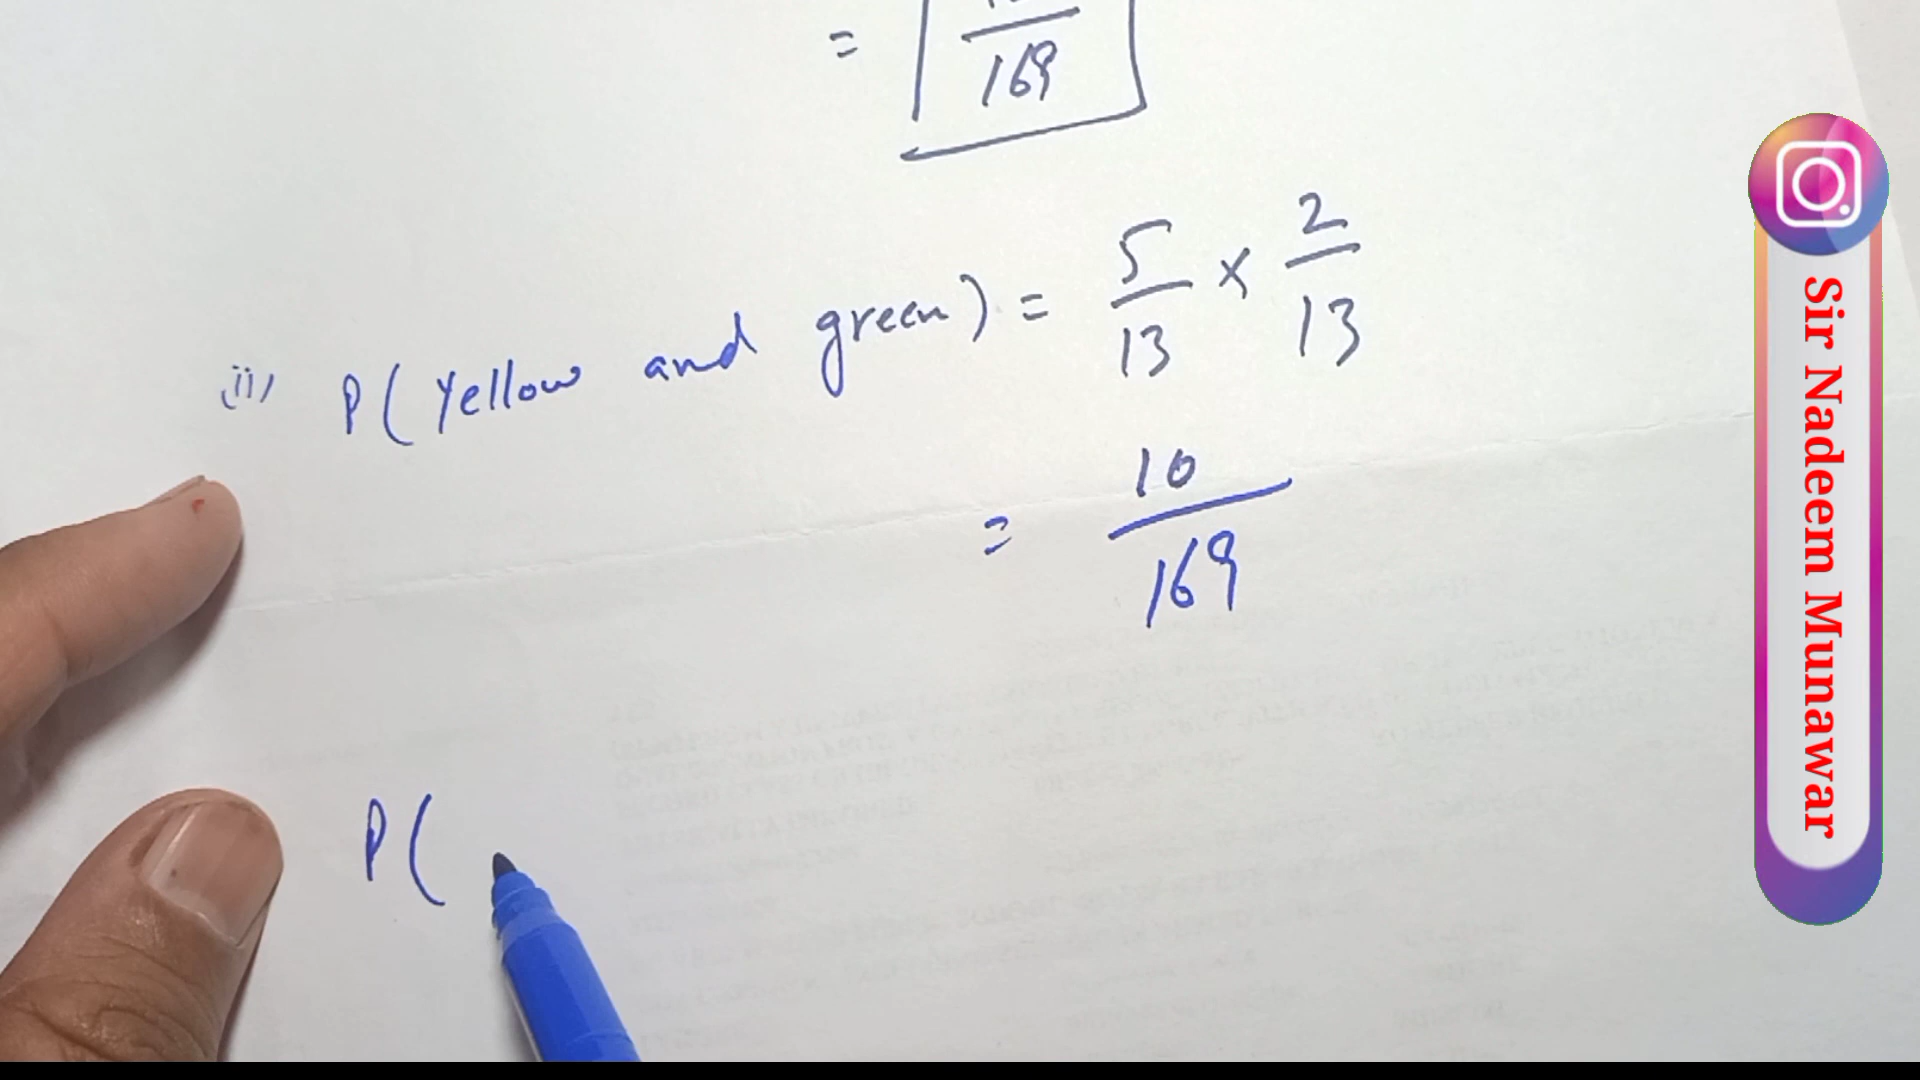 = 169
(ii) P(Yellow and green) = 5/13 × 2/13
= 10/169
P(
Sir Nadeem Munawar